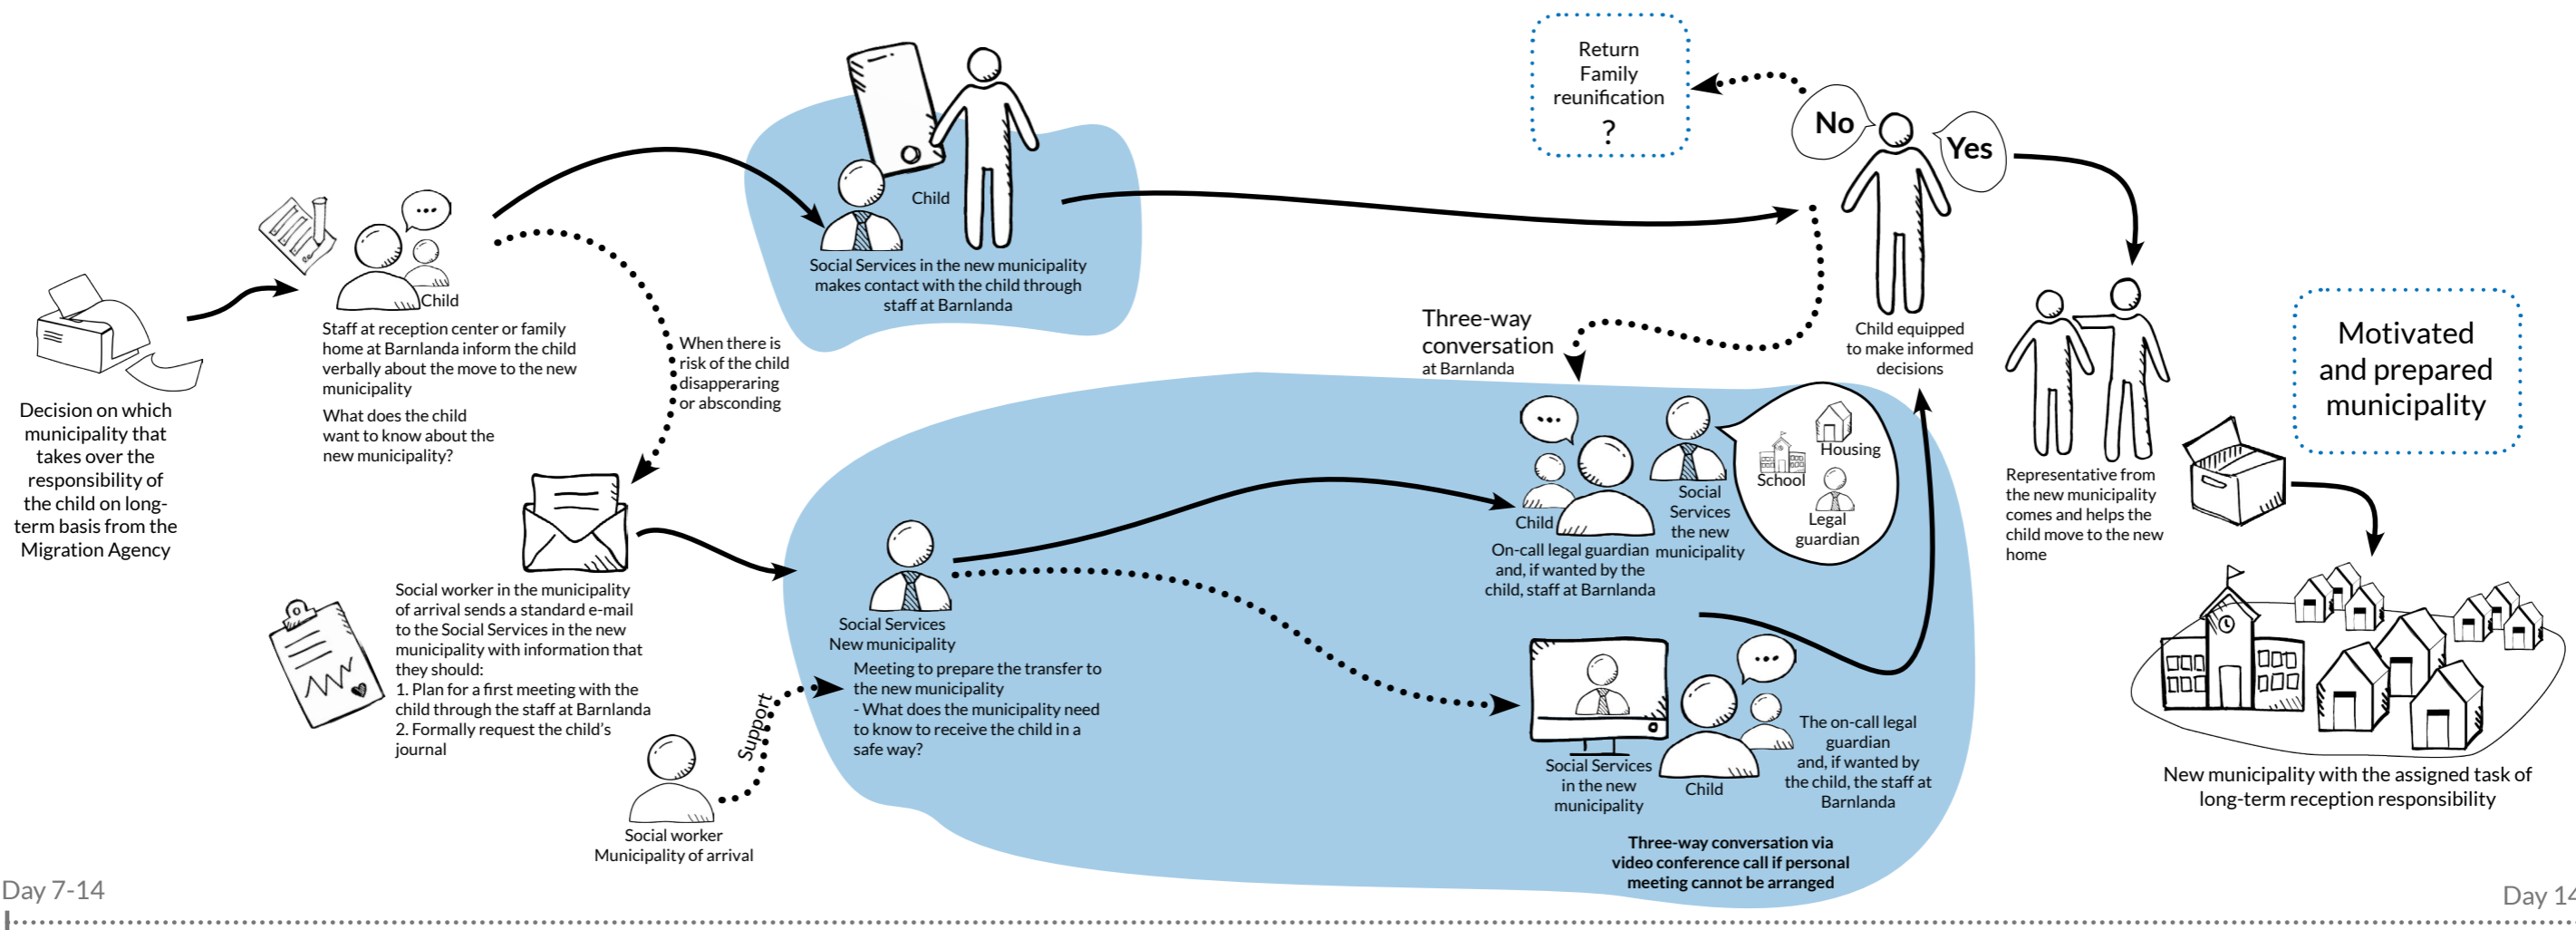 Decision on which
municipality that
takes over the
responsibility of
the child on long-
term basis from the
Migration Agency
...
Child
Staff at reception center or family
home at Barnlanda inform the child
verbally about the move to the new
municipality
What does the child
want to know about the
new municipality?
When there is
risk of the child
disapperaring
or absconding
Social worker in the municipality
of arrival sends a standard e-mail
to the Social Services in the new
municipality with information that
they should:
1. Plan for a first meeting with the
child through the staff at Barnlanda
2. Formally request the child's
journal
Social worker
Municipality of arrival
Support
Child
Social Services in the new municipality
makes contact with the child through
staff at Barnlanda
Social Services
New municipality
Meeting to prepare the transfer to
the new municipality
- What does the municipality need
to know to receive the child in a
safe way?
Three-way
conversation
at Barnlanda
...
Child
On-call legal guardian
and, if wanted by the
child, staff at Barnlanda
Social
Services
the new
municipality
Housing
School
Legal
guardian
...
Social Services
in the new
municipality
Child
The on-call legal
guardian
and, if wanted by
the child, the staff at
Barnlanda
Three-way conversation via
video conference call if personal
meeting cannot be arranged
Return
Family
reunification
?
No
Yes
Child equipped
to make informed
decisions
Representative from
the new municipality
comes and helps the
child move to the new
home
Motivated
and prepared
municipality
New municipality with the assigned task of
long-term reception responsibility
Day 7-14
Day 14